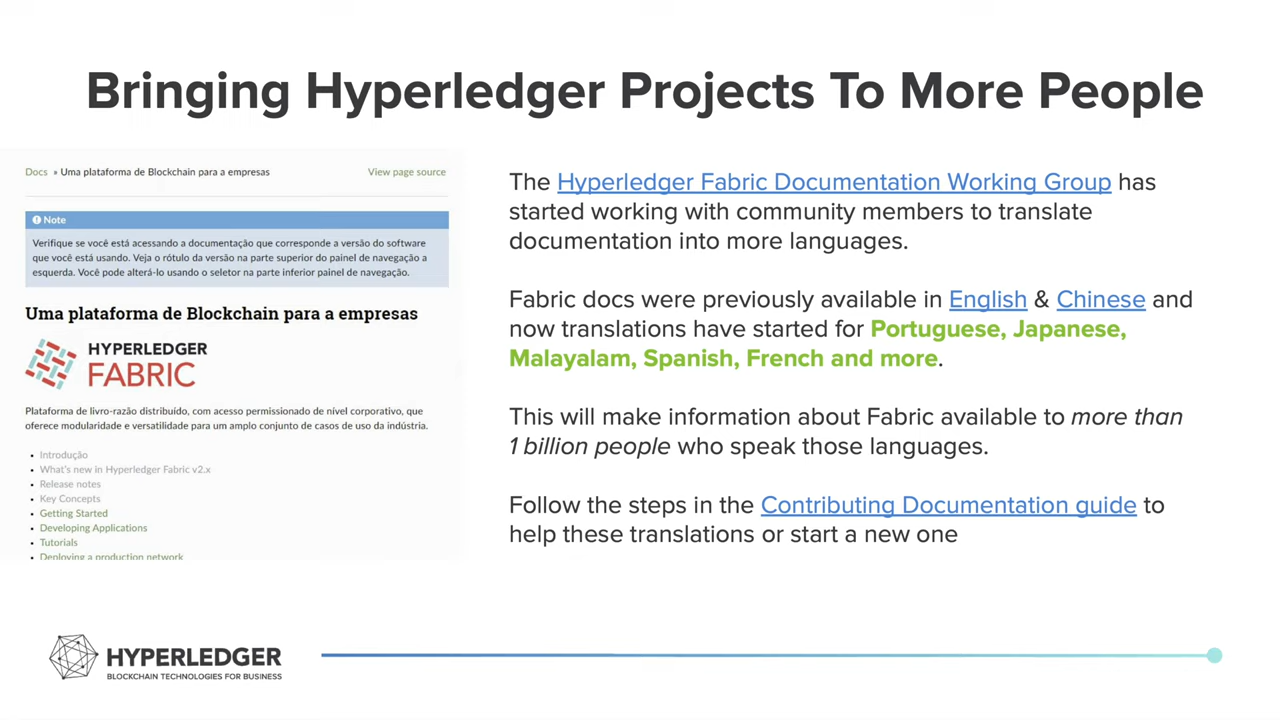 Bringing Hyperledger Projects To More People
Docs » Uma plataforma de Blockchain para a empresas
View page source
Note
Verifique se você está acessando a documentação que corresponde a versão do software
que você está usando. Veja o rótulo da versão na parte superior do painel de navegação a
esquerda. Você pode alterá-lo usando o seletor na parte inferior painel de navegação.
Uma plataforma de Blockchain para a empresas
HYPERLEDGER
FABRIC
Plataforma de livro-razão distribuído, com acesso permissionado de nível corporativo, que
oferece modularidade e versatilidade para um amplo conjunto de casos de uso da indústria.
• Introdução
• What's new in Hyperledger Fabric v2.x
• Release notes
• Key Concepts
• Getting Started
• Developing Applications
• Tutorials
• Deploying a production network
The Hyperledger Fabric Documentation Working Group has
started working with community members to translate
documentation into more languages.
Fabric docs were previously available in English & Chinese and
now translations have started for Portuguese, Japanese,
Malayalam, Spanish, French and more.
This will make information about Fabric available to more than
1 billion people who speak those languages.
Follow the steps in the Contributing Documentation guide to
help these translations or start a new one
HYPERLEDGER
BLOCKCHAIN TECHNOLOGIES FOR BUSINESS